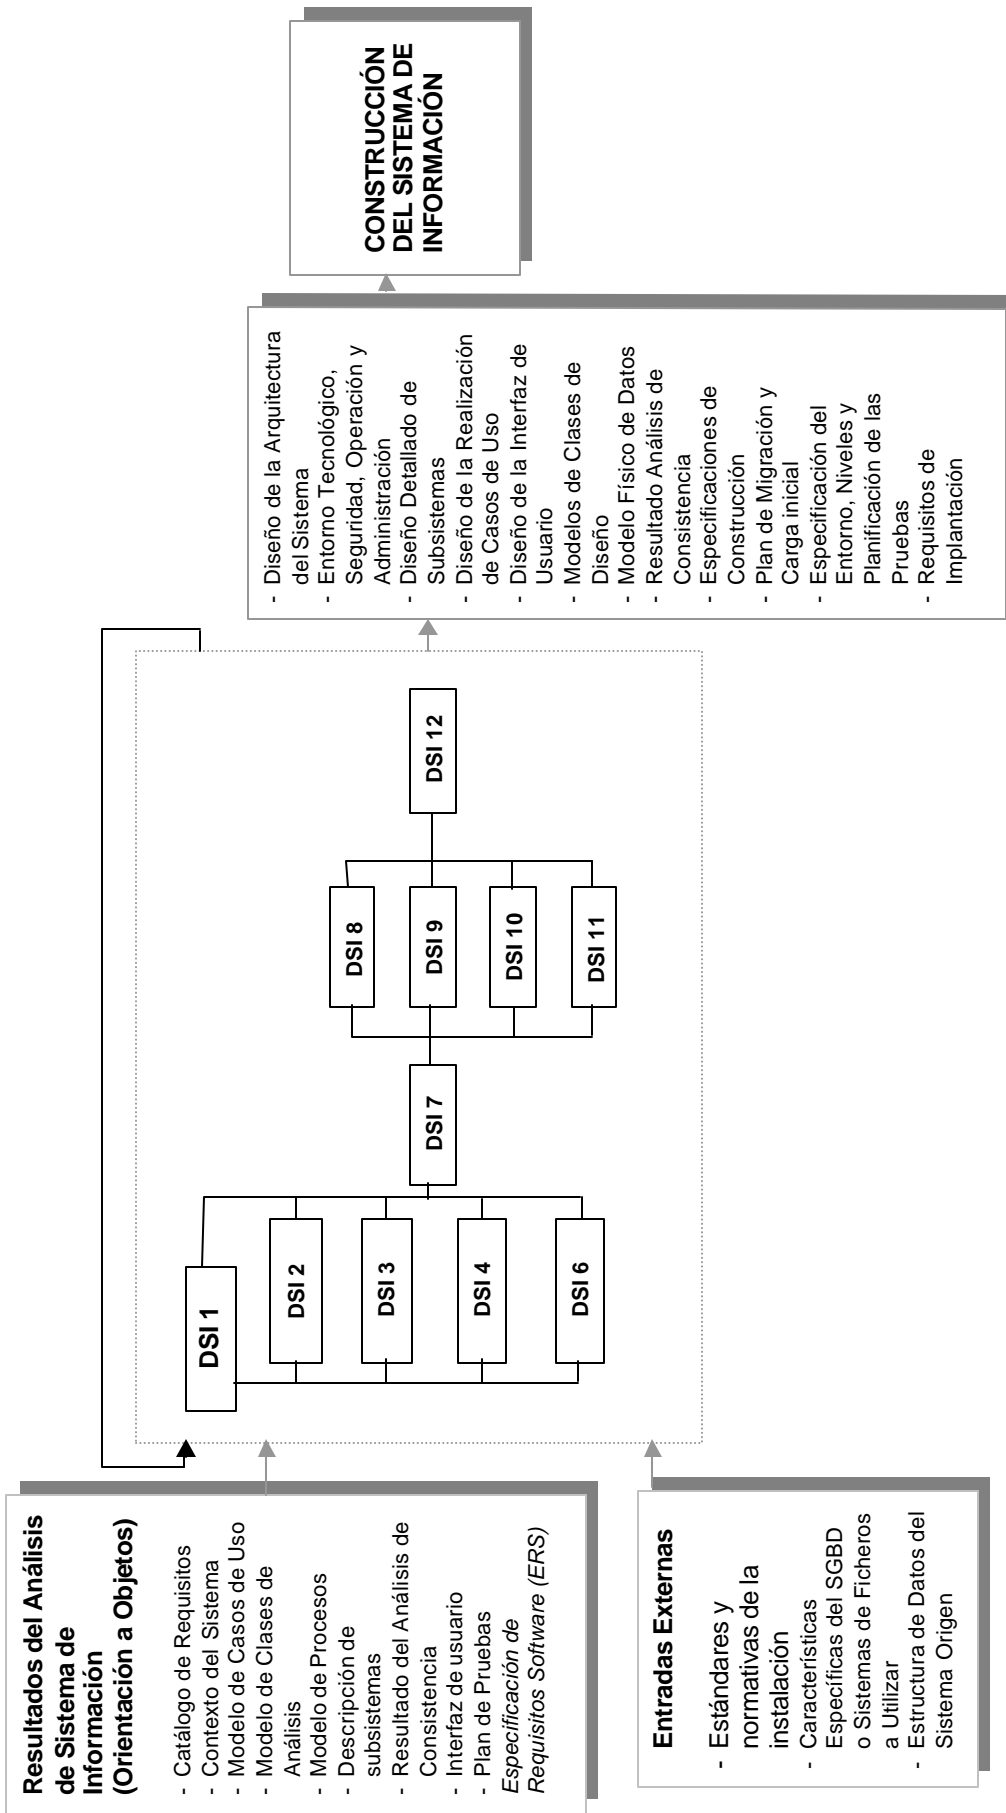 Resultados del Análisis
de Sistema de
Información
(Orientación a Objetos)
- Catálogo de Requisitos
- Contexto del Sistema
- Modelo de Casos de Uso
- Modelo de Clases de
Análisis
- Modelo de Procesos
- Descripción de
subsistemas
- Resultado del Análisis de
Consistencia
- Interfaz de usuario
- Plan de Pruebas
Especificación de
Requisitos Software (ERS)
Entradas Externas
- Estándares y
normativas de la
instalación
- Características
Específicas del SGBD
o Sistemas de Ficheros
a Utilizar
- Estructura de Datos del
Sistema Origen
DSI 1
DSI 2
DSI 3
DSI 4
DSI 6
DSI 7
DSI 8
DSI 9
DSI 10
DSI 11
DSI 12
- Diseño de la Arquitectura
del Sistema
- Entorno Tecnológico,
Seguridad, Operación y
Administración
- Diseño Detallado de
Subsistemas
- Diseño de la Realización
de Casos de Uso
- Diseño de la Interfaz de
Usuario
- Modelos de Clases de
Diseño
- Modelo Físico de Datos
- Resultado Análisis de
Consistencia
- Especificaciones de
Construcción
- Plan de Migración y
Carga inicial
- Especificación del
Entorno, Niveles y
Planificación de las
Pruebas
- Requisitos de
Implantación
CONSTRUCCIÓN
DEL SISTEMA DE
INFORMACIÓN